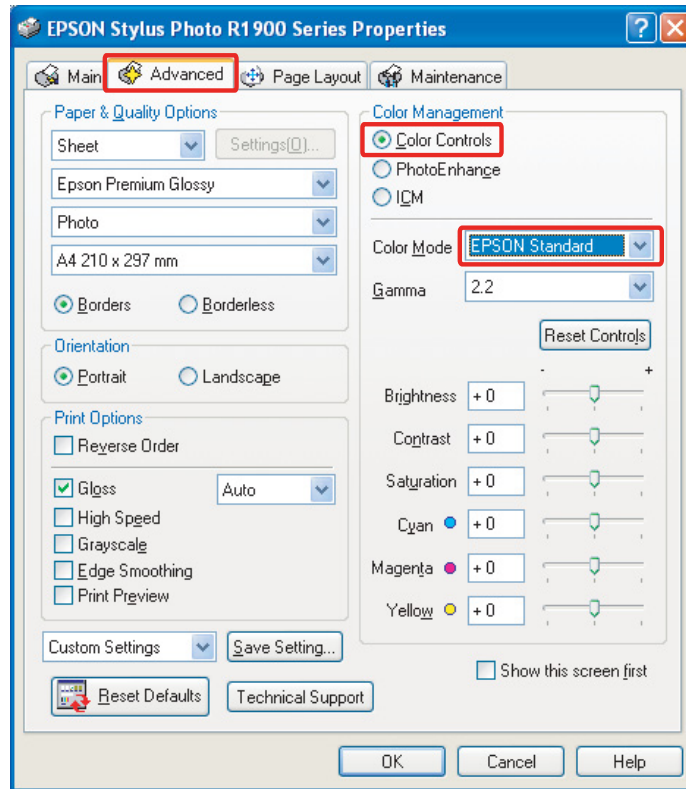 EPSON Stylus Photo R1900 Series Properties
Main
Advanced
Page Layout
Maintenance
Paper & Quality Options
Sheet
Settings(O)...
Epson Premium Glossy
Photo
A4 210 x 297 mm
Borders
Borderless
Orientation
Portrait
Landscape
Print Options
Reverse Order
Gloss
Auto
High Speed
Grayscale
Edge Smoothing
Print Preview
Custom Settings
Save Setting...
Reset Defaults
Technical Support
Color Management
Color Controls
PhotoEnhance
ICM
Color Mode
EPSON Standard
Gamma
2.2
Reset Controls
- +
Brightness + 0
Contrast + 0
Saturation + 0
Cyan + 0
Magenta + 0
Yellow + 0
Show this screen first
OK
Cancel
Help